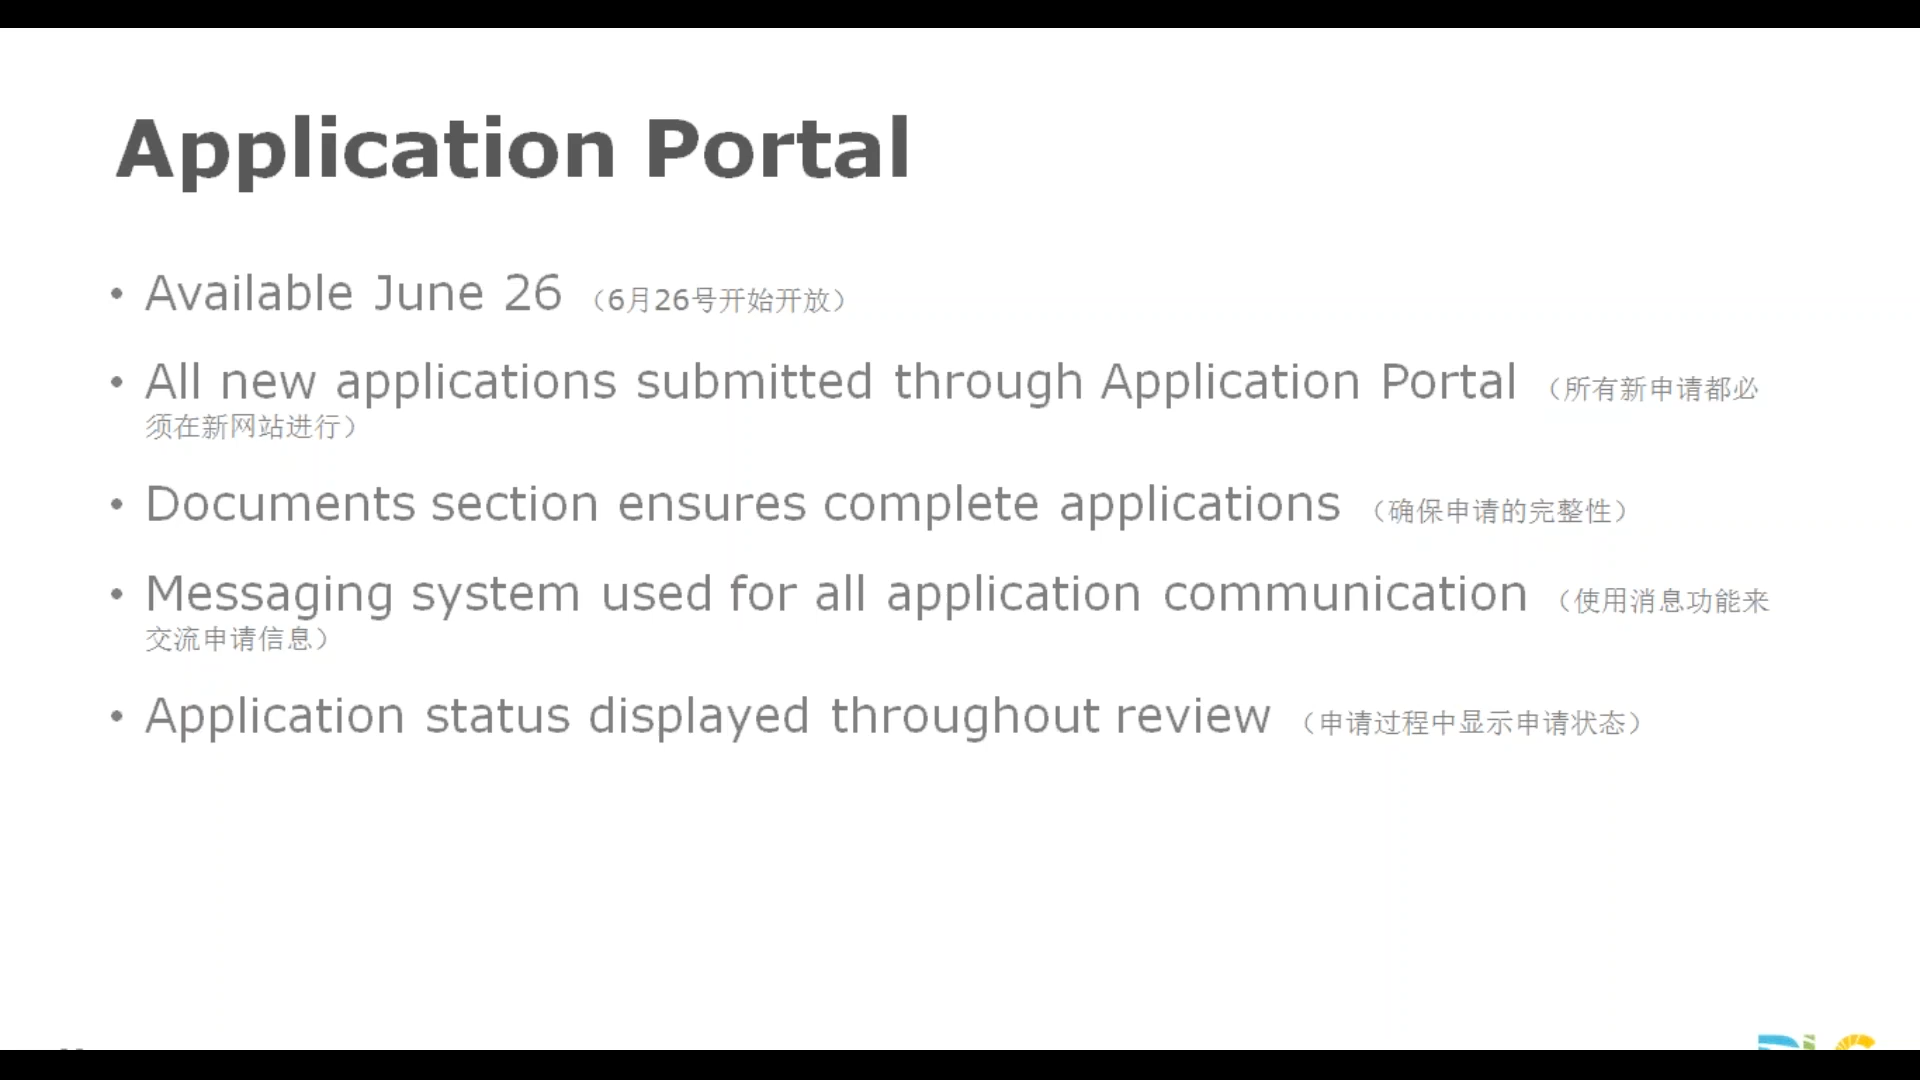 Application Portal
• Available June 26 （6月26号开始开放）
• All new applications submitted through Application Portal （所有新申请都必
须在新网站进行）
• Documents section ensures complete applications （确保申请的完整性）
• Messaging system used for all application communication （使用消息功能来
交流申请信息）
• Application status displayed throughout review （申请过程中显示申请状态）